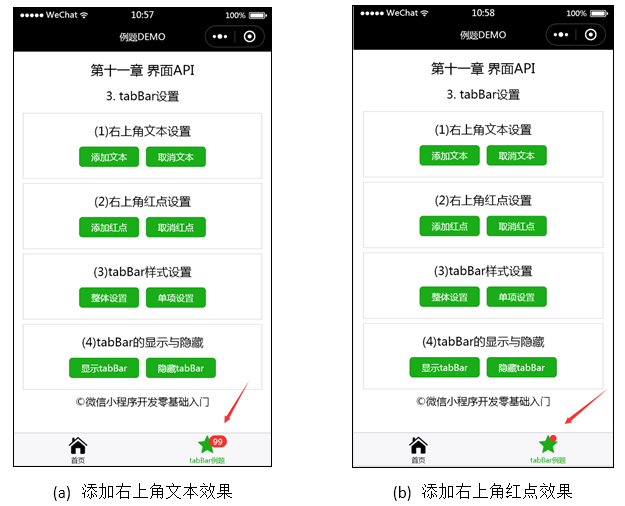 WeChat 10:57 100%
例题DEMO
第十一章 界面API
3. tabBar设置
(1)右上角文本设置
添加文本 取消文本
(2)右上角红点设置
添加红点 取消红点
(3)tabBar样式设置
整体设置 单项设置
(4)tabBar的显示与隐藏
显示tabBar 隐藏tabBar
©微信小程序开发零基础入门
99
首页 tabBar例题
(a) 添加右上角文本效果
WeChat 10:58 100%
例题DEMO
第十一章 界面API
3. tabBar设置
(1)右上角文本设置
添加文本 取消文本
(2)右上角红点设置
添加红点 取消红点
(3)tabBar样式设置
整体设置 单项设置
(4)tabBar的显示与隐藏
显示tabBar 隐藏tabBar
©微信小程序开发零基础入门
首页 tabBar例题
(b) 添加右上角红点效果